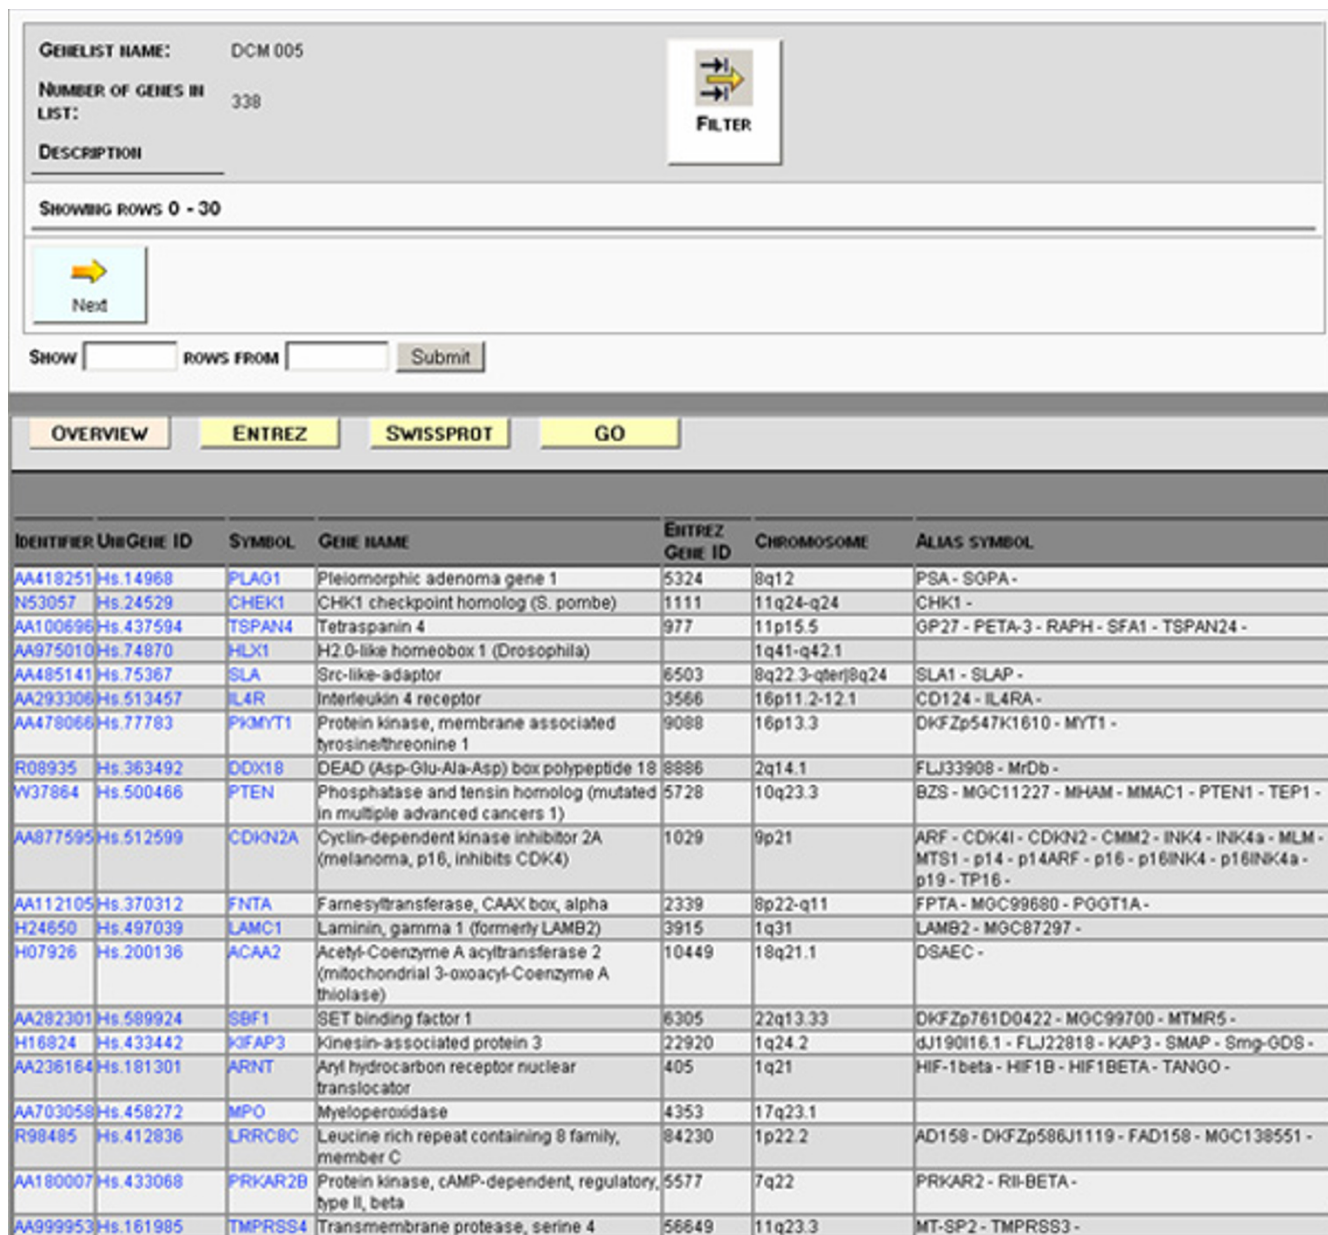 GENELIST NAME: DCM 005
NUMBER OF GENES IN LIST: 338
DESCRIPTION
FILTER
SHOWING ROWS 0 - 30
Next
SHOW ROWS FROM Submit
OVERVIEW ENTREZ SWISSPROT GO
IDENTIFIER UNIGENE ID SYMBOL GENE NAME ENTREZ GENE ID CHROMOSOME ALIAS SYMBOL
AA418251 Hs.14968 PLAG1 Pleiomorphic adenoma gene 1 5324 8q12 PSA - SGPA -
N53057 Hs.24529 CHEK1 CHK1 checkpoint homolog (S. pombe) 1111 11q24-q24 CHK1 -
AA100696 Hs.437594 TSPAN4 Tetraspanin 4 977 11p15.5 GP27 - PETA-3 - RAPH - SFA1 - TSPAN24 -
AA975010 Hs.74870 HLX1 H2.0-like homeobox 1 (Drosophila) 1q41-q42.1
AA485141 Hs.75367 SLA Src-like-adaptor 6503 8q22.3-qter|8q24 SLA1 - SLAP -
AA293306 Hs.513457 IL4R Interleukin 4 receptor 3566 16p11.2-12.1 CD124 - IL4RA -
AA478066 Hs.77783 PKMYT1 Protein kinase, membrane associated tyrosine/threonine 1 9088 16p13.3 DKFZp547K1610 - MYT1 -
R08935 Hs.363492 DDX18 DEAD (Asp-Glu-Ala-Asp) box polypeptide 18 8886 2q14.1 FLJ33908 - MrDb -
W37864 Hs.500466 PTEN Phosphatase and tensin homolog (mutated in multiple advanced cancers 1) 5728 10q23.3 BZS - MGC11227 - MHAM - MMAC1 - PTEN1 - TEP1 -
AA877595 Hs.512599 CDKN2A Cyclin-dependent kinase inhibitor 2A (melanoma, p16, inhibits CDK4) 1029 9p21 ARF - CDK4I - CDKN2 - CMM2 - INK4 - INK4a - MLM - MTS1 - p14 - p14ARF - p16 - p16INK4 - p16INK4a - p19 - TP16 -
AA112105 Hs.370312 FNTA Farnesyltransferase, CAAX box, alpha 2339 8p22-q11 FPTA - MGC99680 - PGGT1A -
H24650 Hs.497039 LAMC1 Laminin, gamma 1 (formerly LAMB2) 3915 1q31 LAMB2 - MGC87297 -
H07926 Hs.200136 ACAA2 Acetyl-Coenzyme A acyltransferase 2 (mitochondrial 3-oxoacyl-Coenzyme A thiolase) 10449 18q21.1 DSAEC -
AA282301 Hs.589924 SBF1 SET binding factor 1 6305 22q13.33 DKFZp761D0422 - MGC99700 - MTMR5 -
H16824 Hs.433442 KIFAP3 Kinesin-associated protein 3 22920 1q24.2 dJ190I16.1 - FLJ22818 - KAP3 - SMAP - Smg-GDS -
AA236164 Hs.181301 ARNT Aryl hydrocarbon receptor nuclear translocator 405 1q21 HIF-1beta - HIF1B - HIF1BETA - TANGO -
AA703058 Hs.458272 MPO Myeloperoxidase 4353 17q23.1
R98485 Hs.412836 LRRC8C Leucine rich repeat containing 8 family, member C 84230 1p22.2 AD158 - DKFZp586J1119 - FAD158 - MGC138551 -
AA180007 Hs.433068 PRKAR2B Protein kinase, cAMP-dependent, regulatory, type II, beta 5577 7q22 PRKAR2 - RII-BETA -
AA999953 Hs.161985 TMPRSS4 Transmembrane protease, serine 4 56649 11q23.3 MT-SP2 - TMPRSS3 -